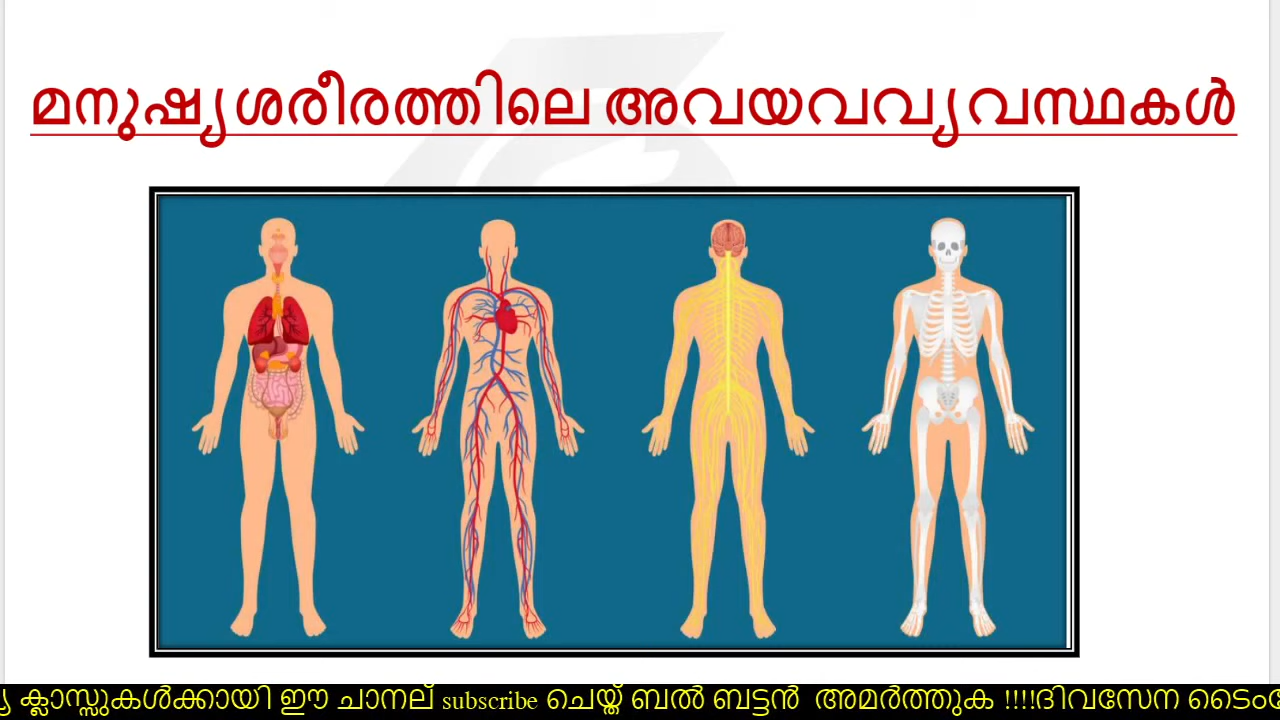 മനുഷ്യശരീരത്തിലെ അവയവവ്യവസ്ഥകൾ
ക്ലാസ്സുകൾക്കായി ഈ ചാനല് subscribe ചെയ്ത് ബൽ ബട്ടൻ അമർത്തുക !!!!ദിവസേന